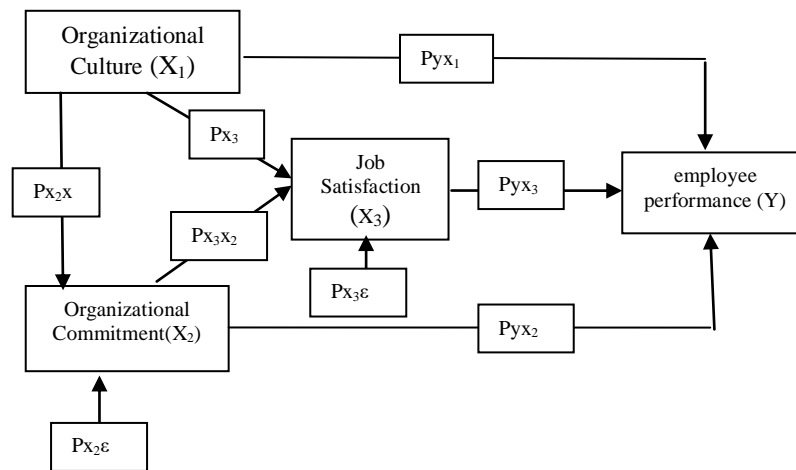 Organizational
Culture (X₁)
Pyx₁
Px₃
Job
Satisfaction
(X₃)
Pyx₃
employee
performance (Y)
Px₂x
Px₃x₂
Px₃ε
Organizational
Commitment(X₂)
Pyx₂
Px₂ε